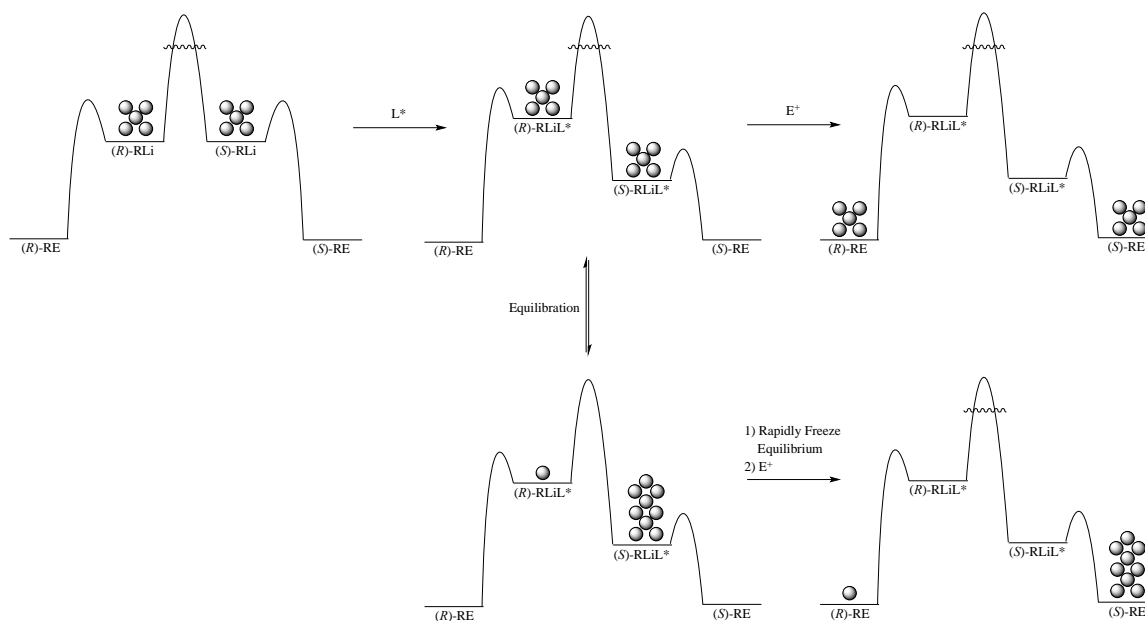 (R)-RLi
(S)-RLi
(R)-RE
(S)-RE
L*
(R)-RLiL*
(S)-RLiL*
(R)-RE
(S)-RE
E+
(R)-RLiL*
(S)-RLiL*
(R)-RE
(S)-RE
Equilibration
(R)-RLiL*
(S)-RLiL*
(R)-RE
(S)-RE
1) Rapidly Freeze
Equilibrium
2) E+
(R)-RLiL*
(S)-RLiL*
(R)-RE
(S)-RE